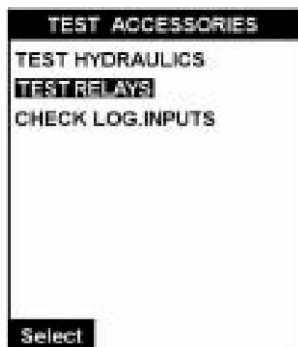 TEST ACCESSORIES
TEST HYDRAULICS
TEST RELAYS
CHECK LOG.INPUTS
Select